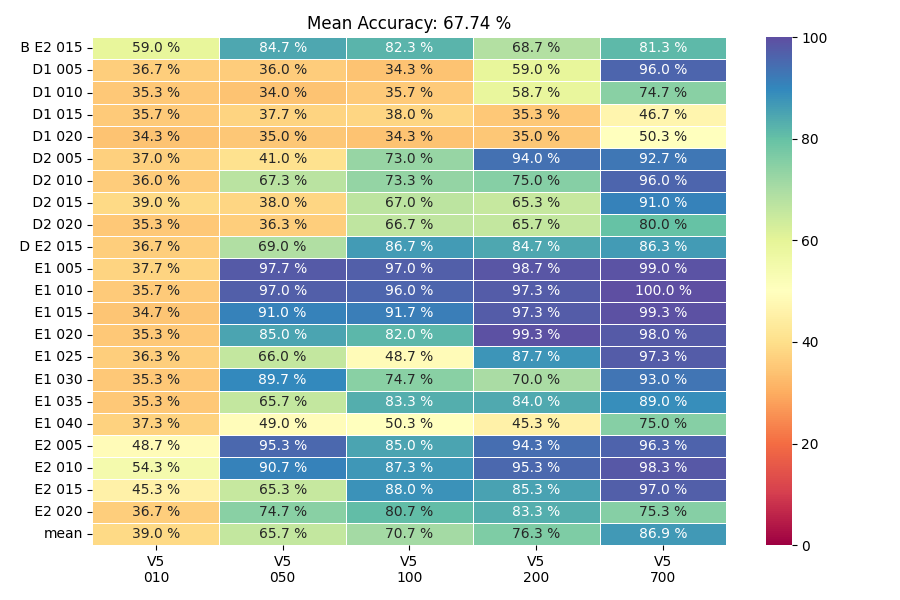 Mean Accuracy: 67.74 %
B E2 015 59.0 % 84.7 % 82.3 % 68.7 % 81.3 %
D1 005 36.7 % 36.0 % 34.3 % 59.0 % 96.0 %
D1 010 35.3 % 34.0 % 35.7 % 58.7 % 74.7 %
D1 015 35.7 % 37.7 % 38.0 % 35.3 % 46.7 %
D1 020 34.3 % 35.0 % 34.3 % 35.0 % 50.3 %
D2 005 37.0 % 41.0 % 73.0 % 94.0 % 92.7 %
D2 010 36.0 % 67.3 % 73.3 % 75.0 % 96.0 %
D2 015 39.0 % 38.0 % 67.0 % 65.3 % 91.0 %
D2 020 35.3 % 36.3 % 66.7 % 65.7 % 80.0 %
D E2 015 36.7 % 69.0 % 86.7 % 84.7 % 86.3 %
E1 005 37.7 % 97.7 % 97.0 % 98.7 % 99.0 %
E1 010 35.7 % 97.0 % 96.0 % 97.3 % 100.0 %
E1 015 34.7 % 91.0 % 91.7 % 97.3 % 99.3 %
E1 020 35.3 % 85.0 % 82.0 % 99.3 % 98.0 %
E1 025 36.3 % 66.0 % 48.7 % 87.7 % 97.3 %
E1 030 35.3 % 89.7 % 74.7 % 70.0 % 93.0 %
E1 035 35.3 % 65.7 % 83.3 % 84.0 % 89.0 %
E1 040 37.3 % 49.0 % 50.3 % 45.3 % 75.0 %
E2 005 48.7 % 95.3 % 85.0 % 94.3 % 96.3 %
E2 010 54.3 % 90.7 % 87.3 % 95.3 % 98.3 %
E2 015 45.3 % 65.3 % 88.0 % 85.3 % 97.0 %
E2 020 36.7 % 74.7 % 80.7 % 83.3 % 75.3 %
mean 39.0 % 65.7 % 70.7 % 76.3 % 86.9 %
V5 V5 V5 V5 V5
010 050 100 200 700
100
80
60
40
20
0